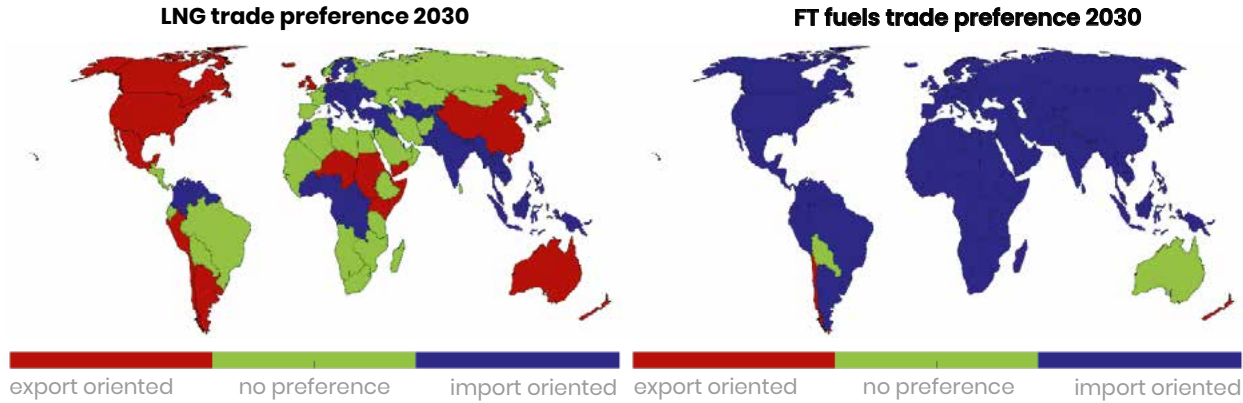 LNG trade preference 2030
FT fuels trade preference 2030
export oriented no preference import oriented
export oriented no preference import oriented